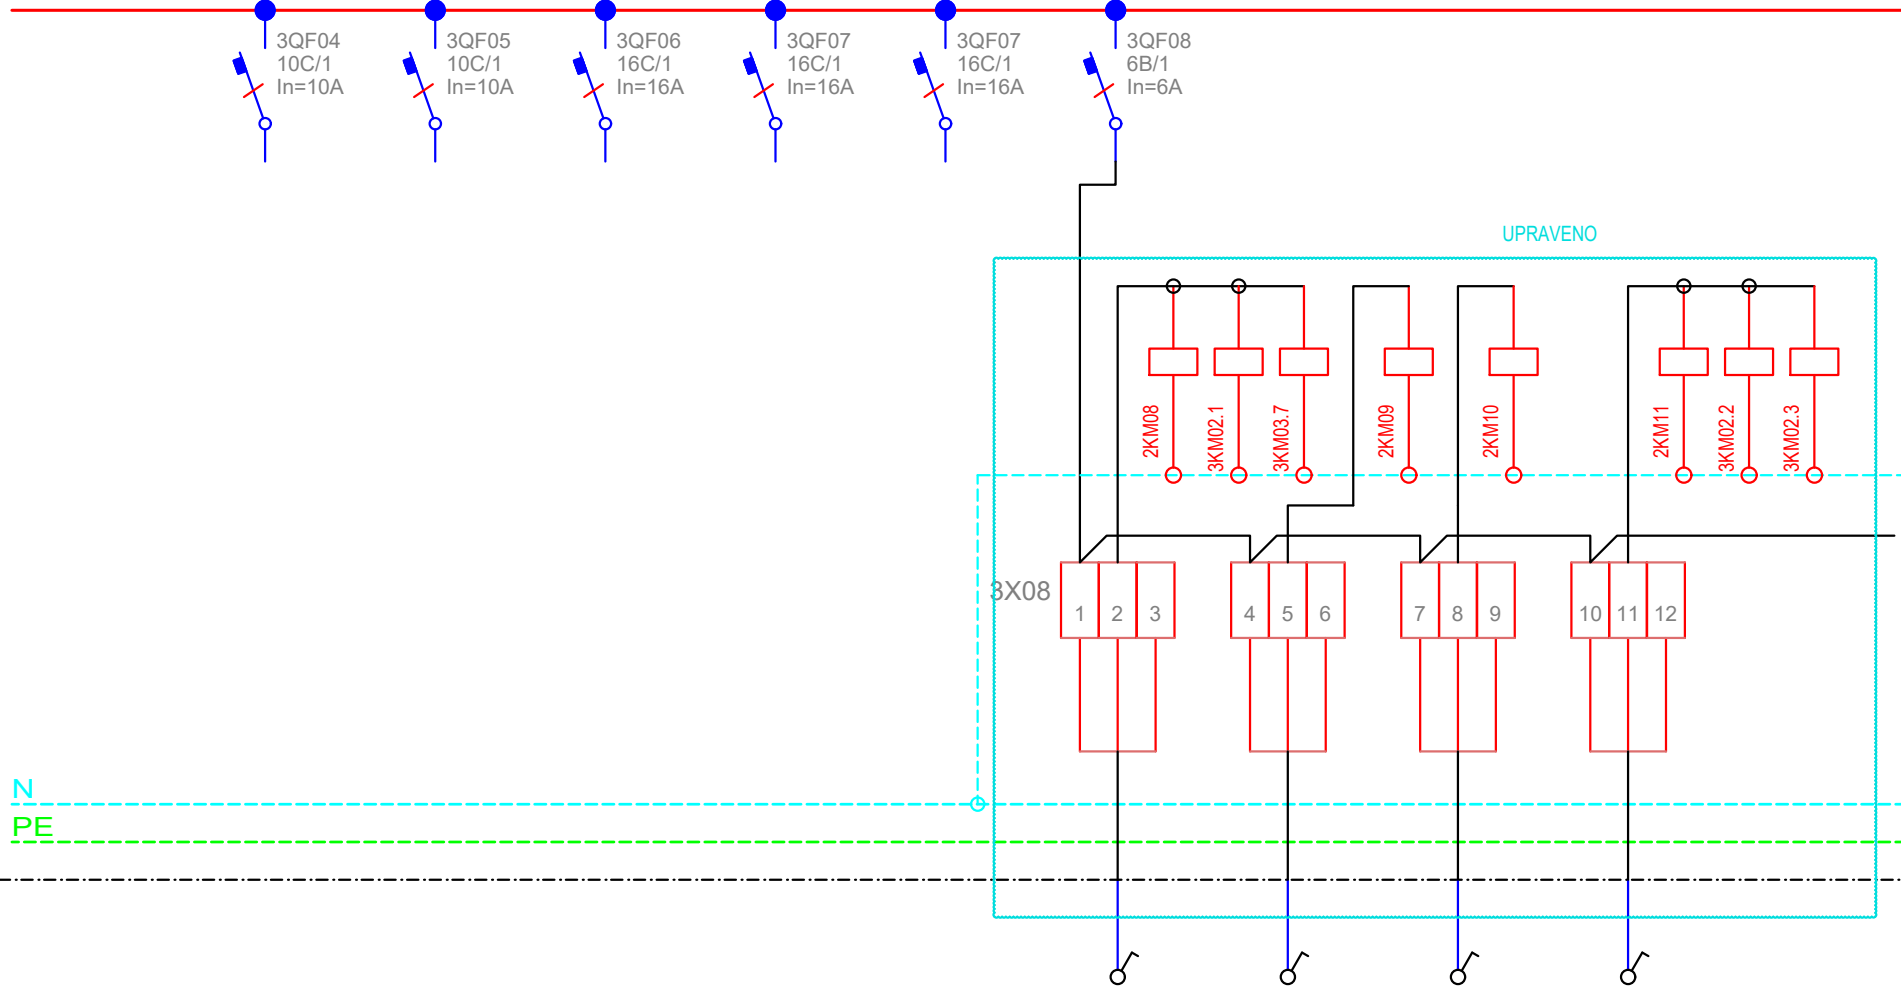 3QF04
10C/1
In=10A
3QF05
10C/1
In=10A
3QF06
16C/1
In=16A
3QF07
16C/1
In=16A
3QF07
16C/1
In=16A
3QF08
6B/1
In=6A
UPRAVENO
2KM08
3KM02.1
3KM03.7
2KM09
2KM10
2KM11
3KM02.2
3KM02.3
3X08
1 2 3 4 5 6 7 8 9 10 11 12
N
PE